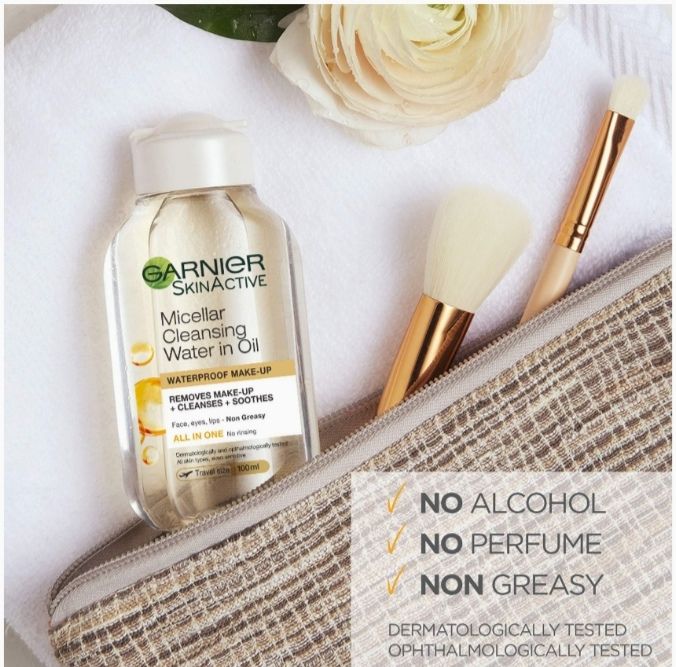 GARNIER
SKINACTIVE
Micellar
Cleansing
Water in Oil
WATERPROOF MAKE-UP
REMOVES MAKE-UP
+ CLEANSES + SOOTHES
Face, eyes, lips - Non Greasy
ALL IN ONE No rinsing
Dermatologically and ophthalmologically tested
All skin types, even sensitive
Travel size 100 ml
NO ALCOHOL
NO PERFUME
NON GREASY
DERMATOLOGICALLY TESTED
OPHTHALMOLOGICALLY TESTED